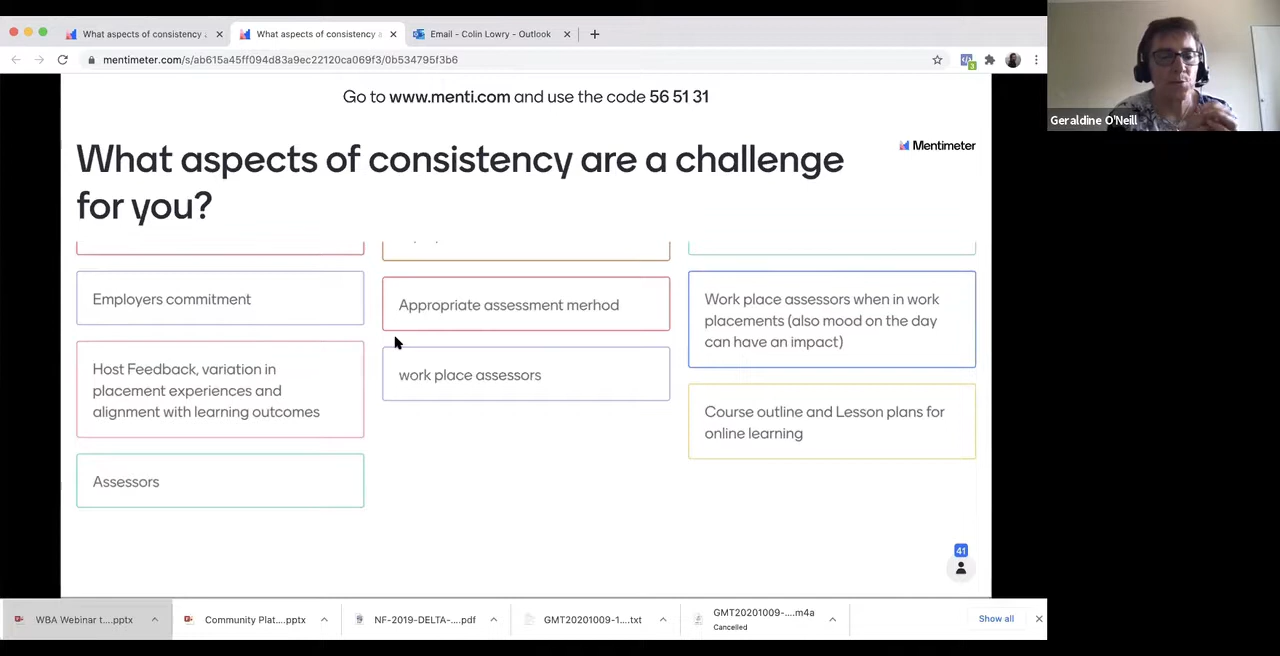 What aspects of consistency a
What aspects of consistency a
Email - Colin Lowry - Outlook
mentimeter.com/s/ab615a45ff094d83a9ec22120ca069f3/0b534795f3b6
3
Go to www.menti.com and use the code 56 51 31
Geraldine O'Neill
What aspects of consistency are a challenge
for you?
Mentimeter
Employers commitment
Appropriate assessment merhod
Work place assessors when in work
placements (also mood on the day
can have an impact)
Host Feedback, variation in
placement experiences and
alignment with learning outcomes
work place assessors
Course outline and Lesson plans for
online learning
Assessors
41
WBA Webinar t....pptx
Community Plat....pptx
NF-2019-DELTA-....pdf
GMT20201009-1....txt
GMT20201009-....m4a
Cancelled
Show all